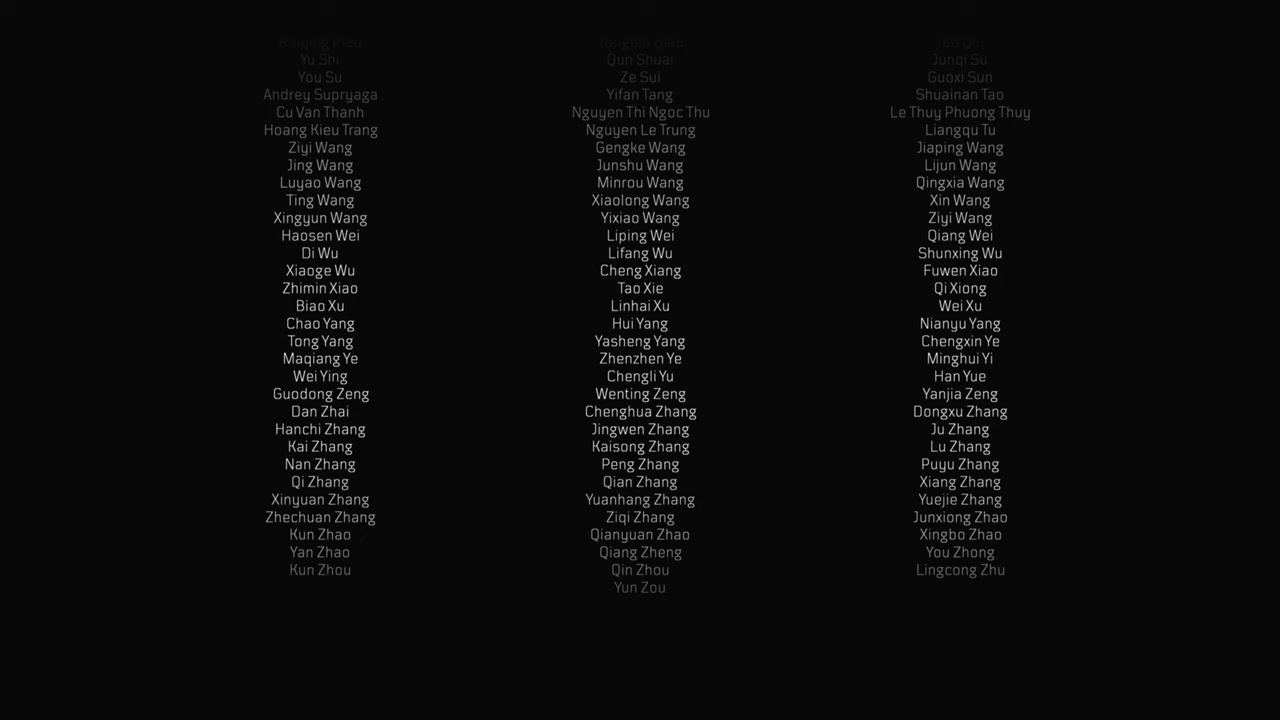 Yu Shi Qun Shuai Junqi Su
You Su Ze Sui Guoxi Sun
Andrey Supryaga Yifan Tang Shuainan Tao
Cu Van Thanh Nguyen Thi Ngoc Thu Le Thuy Phuong Thuy
Hoang Kieu Trang Nguyen Le Trung Liangqu Tu
Ziyi Wang Gengke Wang Jiaping Wang
Jing Wang Junshu Wang Lijun Wang
Luyao Wang Minrou Wang Qingxia Wang
Ting Wang Xiaolong Wang Xin Wang
Xingyun Wang Yixiao Wang Ziyi Wang
Haosen Wei Liping Wei Qiang Wei
Di Wu Lifang Wu Shunxing Wu
Xiaoge Wu Cheng Xiang Fuwen Xiao
Zhimin Xiao Tao Xie Qi Xiong
Biao Xu Linhai Xu Wei Xu
Chao Yang Hui Yang Nianyu Yang
Tong Yang Yasheng Yang Chengxin Ye
Maqiang Ye Zhenzhen Ye Minghui Yi
Wei Ying Chengli Yu Han Yue
Guodong Zeng Wenting Zeng Yanjia Zeng
Dan Zhai Chenghua Zhang Dongxu Zhang
Hanchi Zhang Jingwen Zhang Ju Zhang
Kai Zhang Kaisong Zhang Lu Zhang
Nan Zhang Peng Zhang Puyu Zhang
Qi Zhang Qian Zhang Xiang Zhang
Xinyuan Zhang Yuanhang Zhang Yuejie Zhang
Zhechuan Zhang Ziqi Zhang Junxiong Zhao
Kun Zhao Qianyuan Zhao Xingbo Zhao
Yan Zhao Qiang Zheng You Zhong
Kun Zhou Qin Zhou Lingcong Zhu
Yun Zou